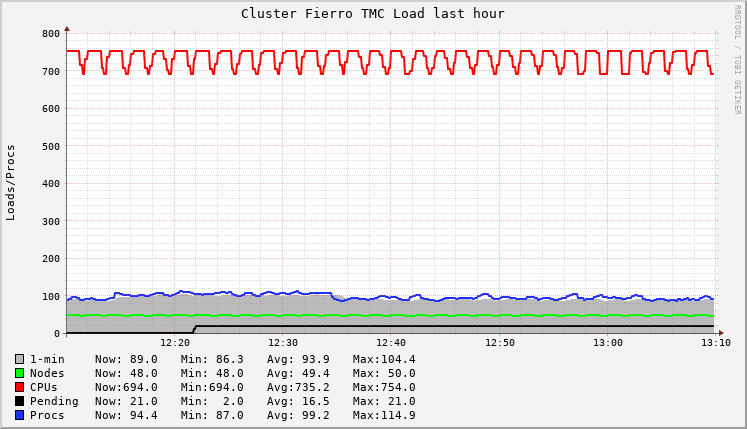 Cluster Fierro TMC Load last hour
RRDTOOL / TOBI OETIKER
Loads/Procs
800
700
600
500
400
300
200
100
0
12:20 12:30 12:40 12:50 13:00 13:10
1-min Now: 89.0 Min: 86.3 Avg: 93.9 Max:104.4
Nodes Now: 48.0 Min: 48.0 Avg: 49.4 Max: 50.0
CPUs Now:694.0 Min:694.0 Avg:735.2 Max:754.0
Pending Now: 21.0 Min: 2.0 Avg: 16.5 Max: 21.0
Procs Now: 94.4 Min: 87.0 Avg: 99.2 Max:114.9